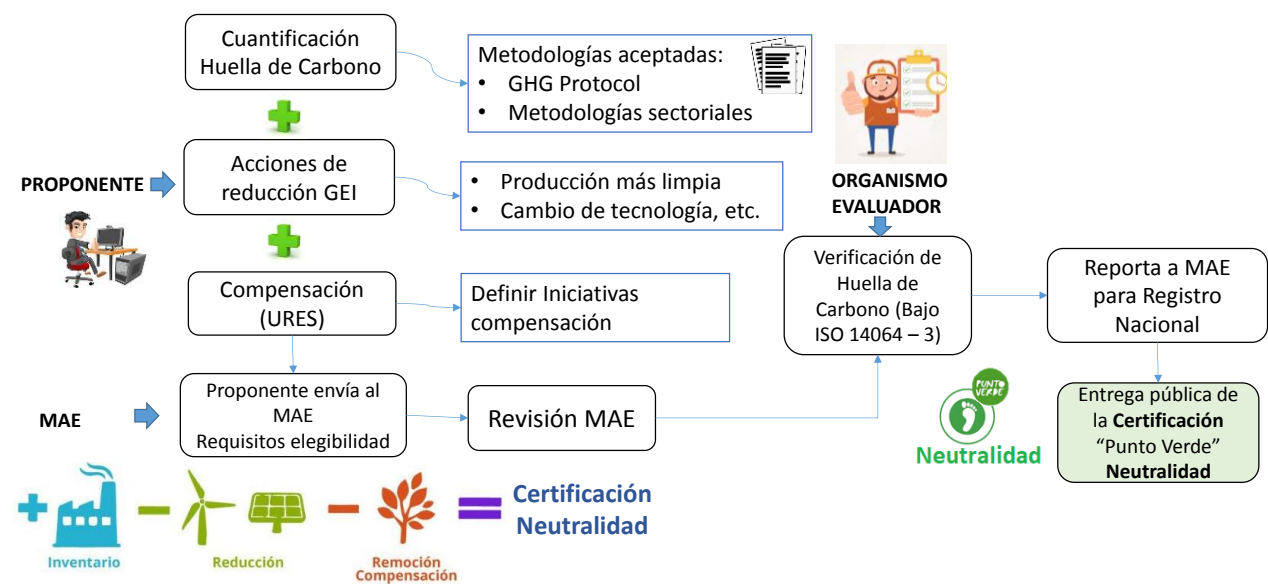 Cuantificación
Huella de Carbono
Metodologías aceptadas:
• GHG Protocol
• Metodologías sectoriales
PROPONENTE
Acciones de
reducción GEI
• Producción más limpia
• Cambio de tecnología, etc.
Compensación
(URES)
Definir Iniciativas
compensación
MAE
Proponente envía al
MAE
Requisitos elegibilidad
Revisión MAE
ORGANISMO
EVALUADOR
Verificación de
Huella de
Carbono (Bajo
ISO 14064 – 3)
Reporta a MAE
para Registro
Nacional
Entrega pública de
la Certificación
“Punto Verde”
Neutralidad
PUNTO
VERDE
Neutralidad
Inventario
Reducción
Remoción
Compensación
Certificación
Neutralidad